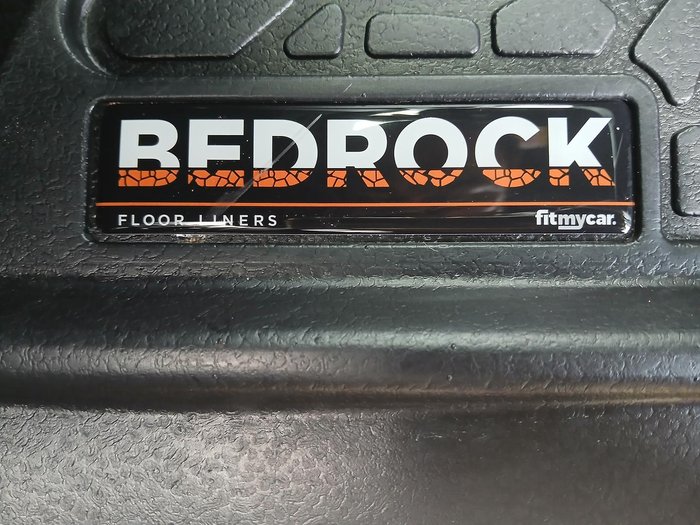 BEDROCK
FLOOR LINERS
fitmycar.